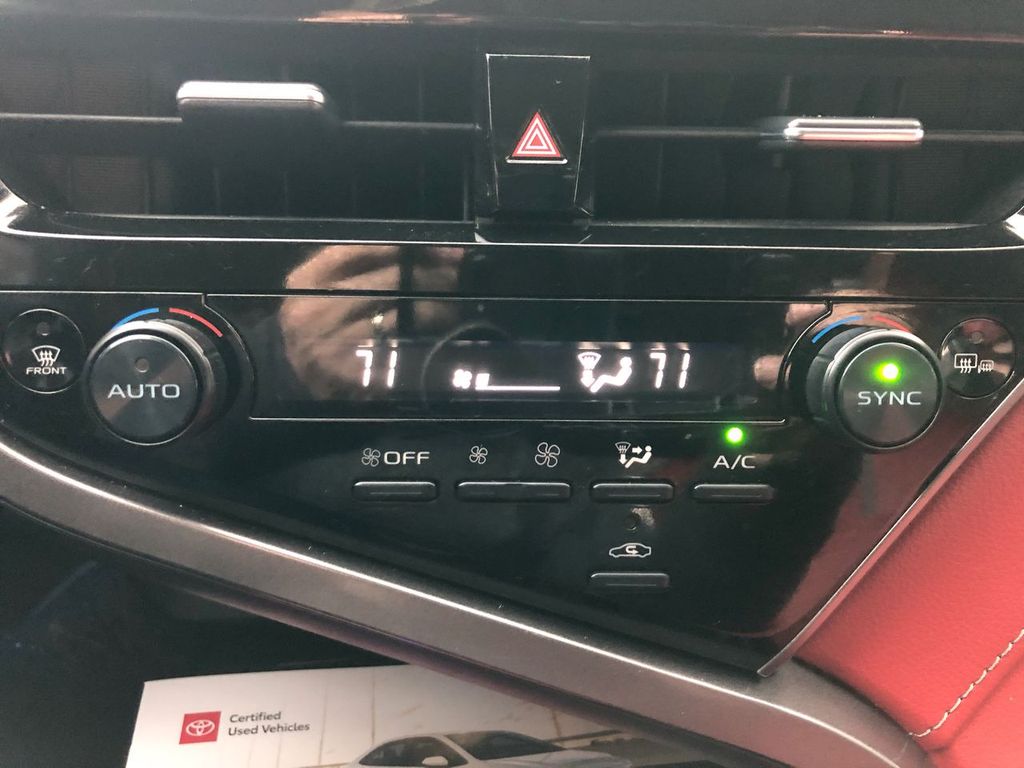 FRONT
AUTO
71
71
SYNC
OFF
A/C
Certified
Used Vehicles